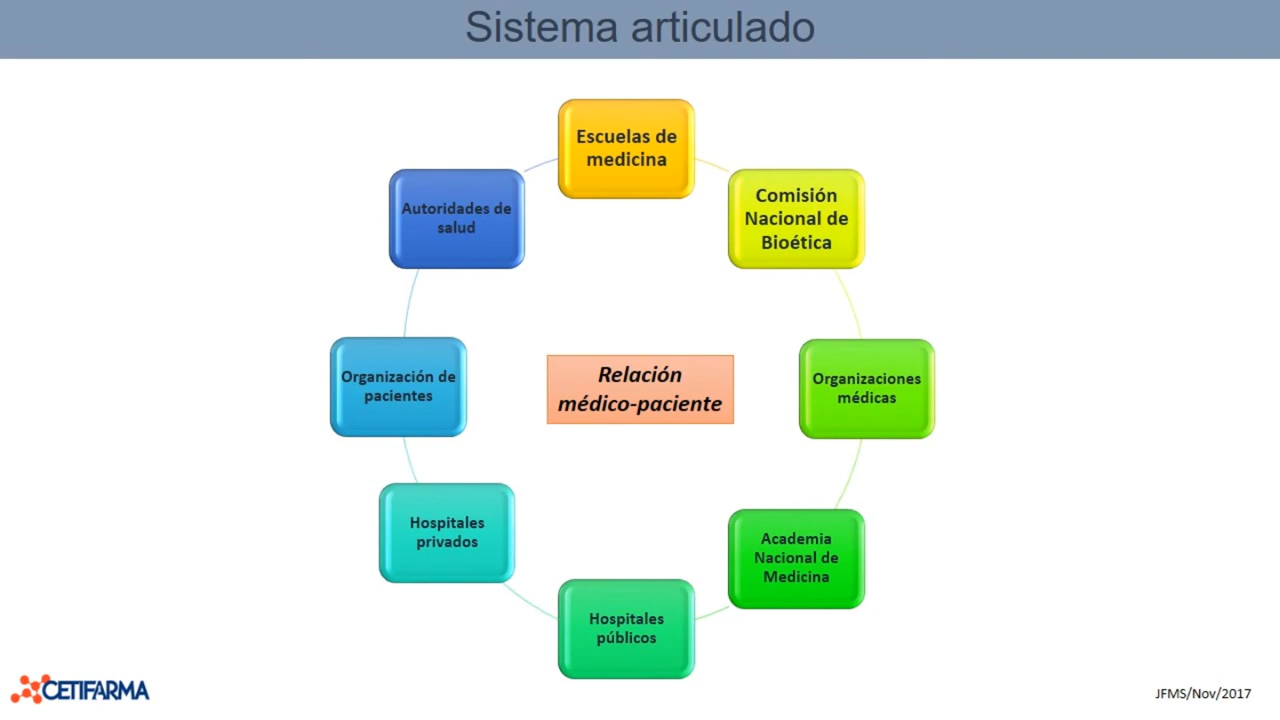 Sistema articulado
Escuelas de
medicina
Comisión
Nacional de
Bioética
Organizaciones
médicas
Academia
Nacional de
Medicina
Hospitales
públicos
Hospitales
privados
Organización de
pacientes
Autoridades de
salud
Relación
médico-paciente
CETIFARMA
JFMS/Nov/2017